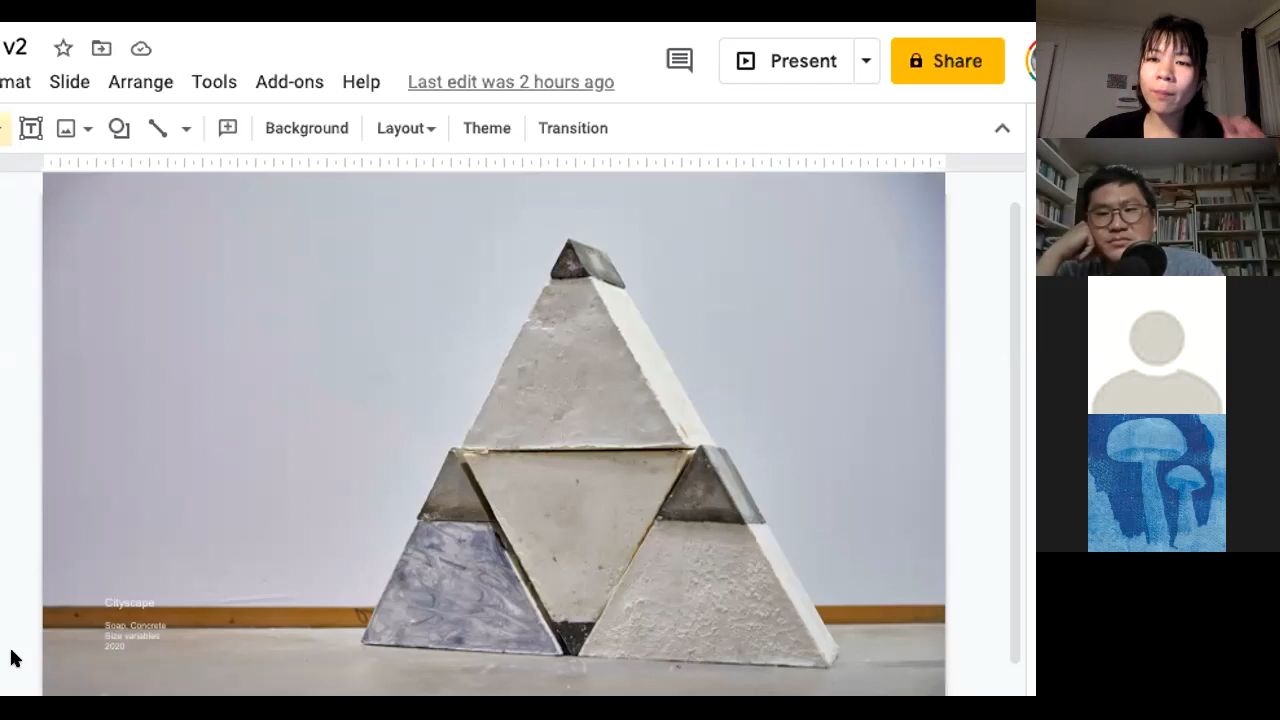 v2
mat Slide Arrange Tools Add-ons Help Last edit was 2 hours ago
Present
Share
Background Layout Theme Transition
Cityscape
Soap, Concrete
Size variables
2020